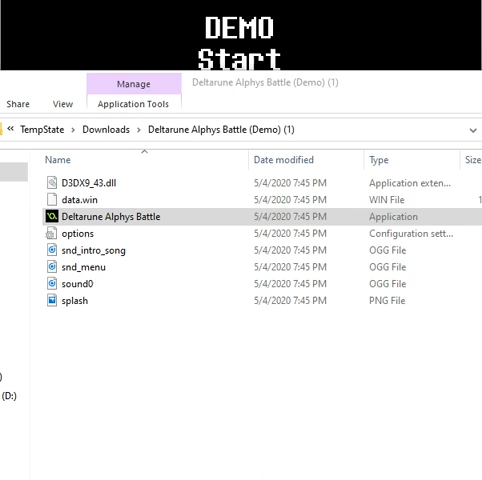 DEMO
Start
Manage
Deltarune Alphys Battle (Demo) (1)
Share View Application Tools
« TempState > Downloads > Deltarune Alphys Battle (Demo) (1)
Name Date modified Type Size
D3DX9_43.dll 5/4/2020 7:45 PM Application exten...
data.win 5/4/2020 7:45 PM WIN File 1
Deltarune Alphys Battle 5/4/2020 7:45 PM Application
options 5/4/2020 7:45 PM Configuration sett...
snd_intro_song 5/4/2020 7:45 PM OGG File
snd_menu 5/4/2020 7:45 PM OGG File
sound0 5/4/2020 7:45 PM OGG File
splash 5/4/2020 7:45 PM PNG File
)
(D:)